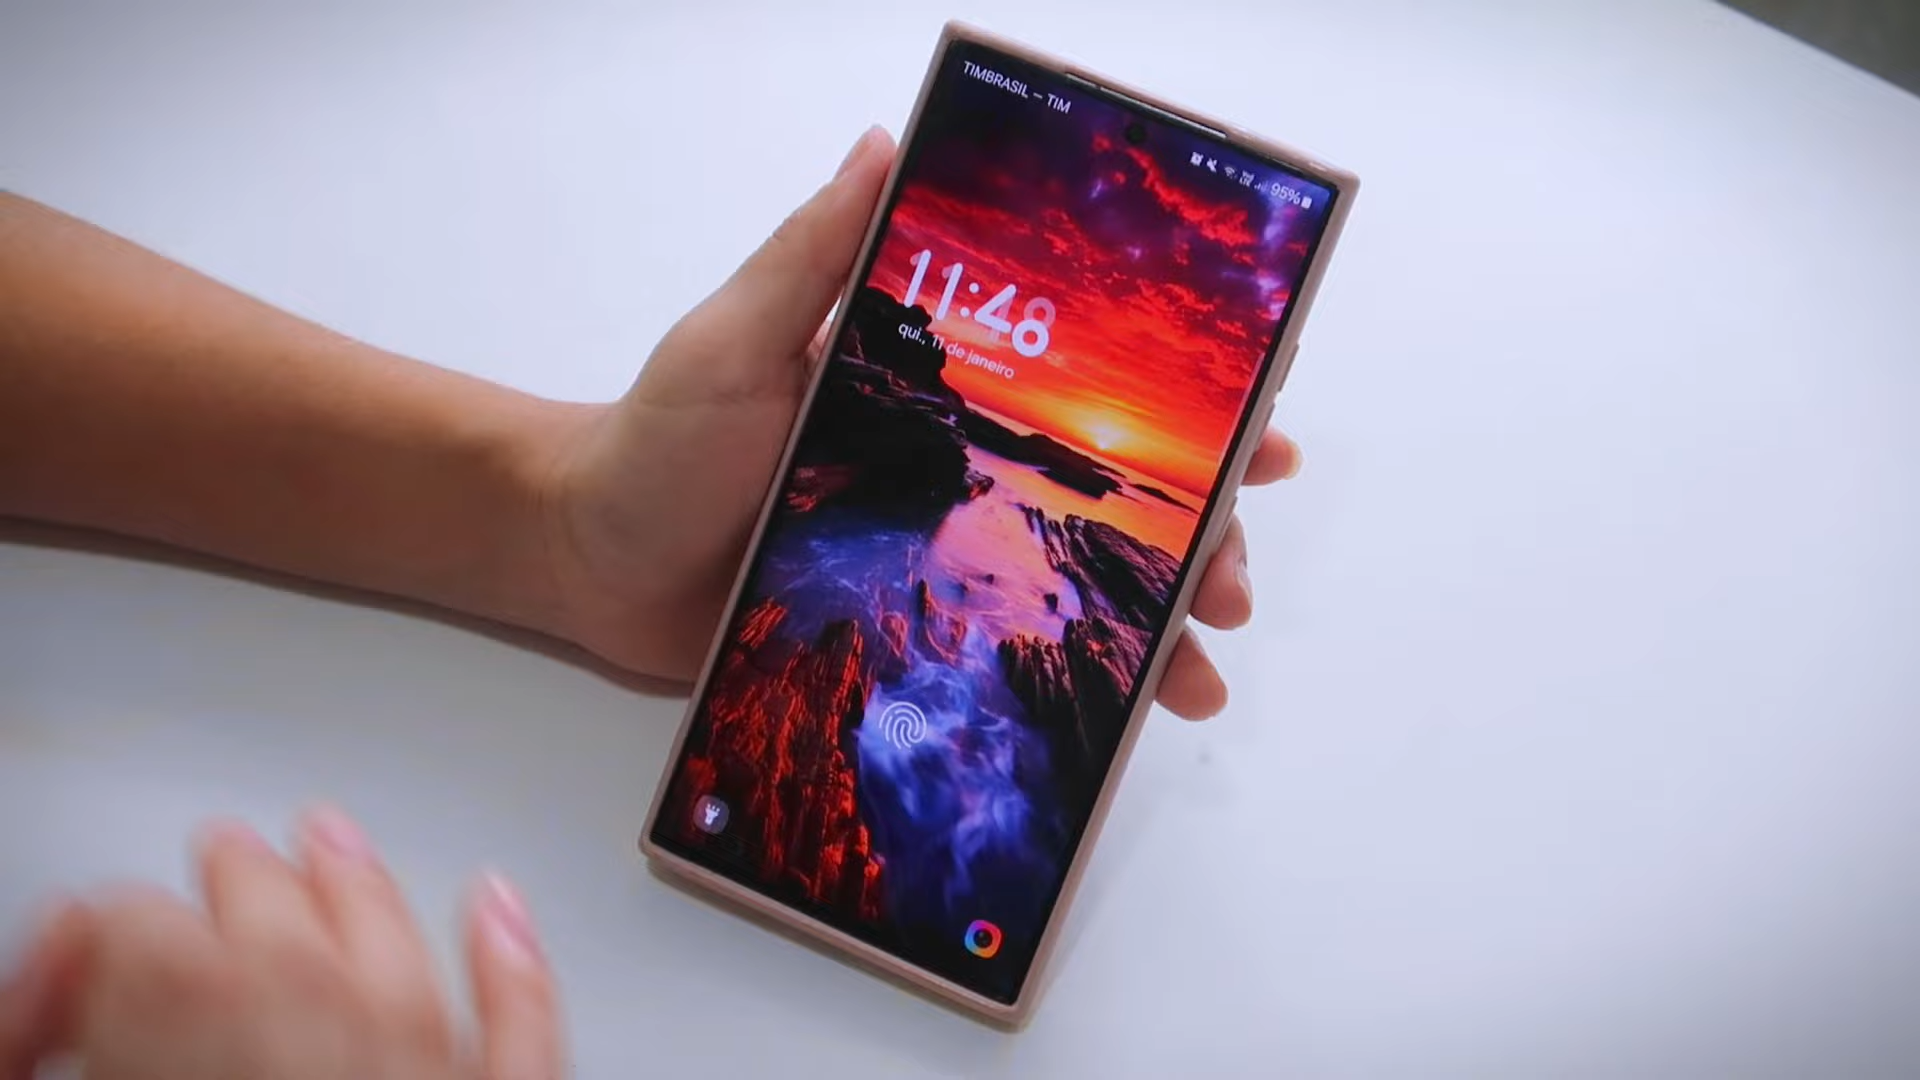 TIMBRASIL – TIM
95%
11:48
qui., 11 de janeiro